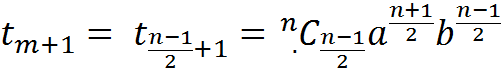 $t_{m+1} = t_{\frac{n-1}{2}+1} = {}^{n}_{.}C_{\frac{n-1}{2}} a^{\frac{n+1}{2}} b^{\frac{n-1}{2}}$